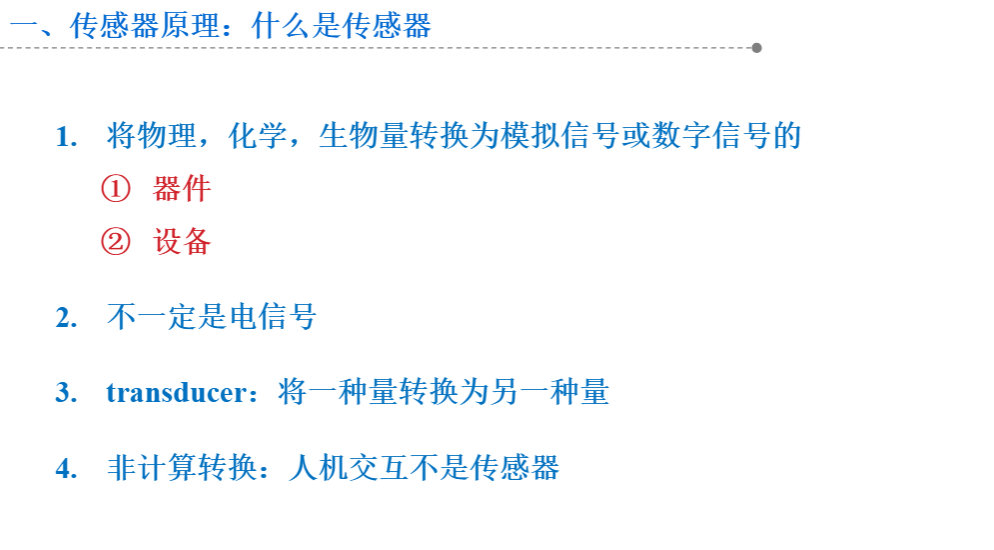 一、传感器原理：什么是传感器
1. 将物理，化学，生物量转换为模拟信号或数字信号的
① 器件
② 设备
2. 不一定是电信号
3. transducer：将一种量转换为另一种量
4. 非计算转换：人机交互不是传感器